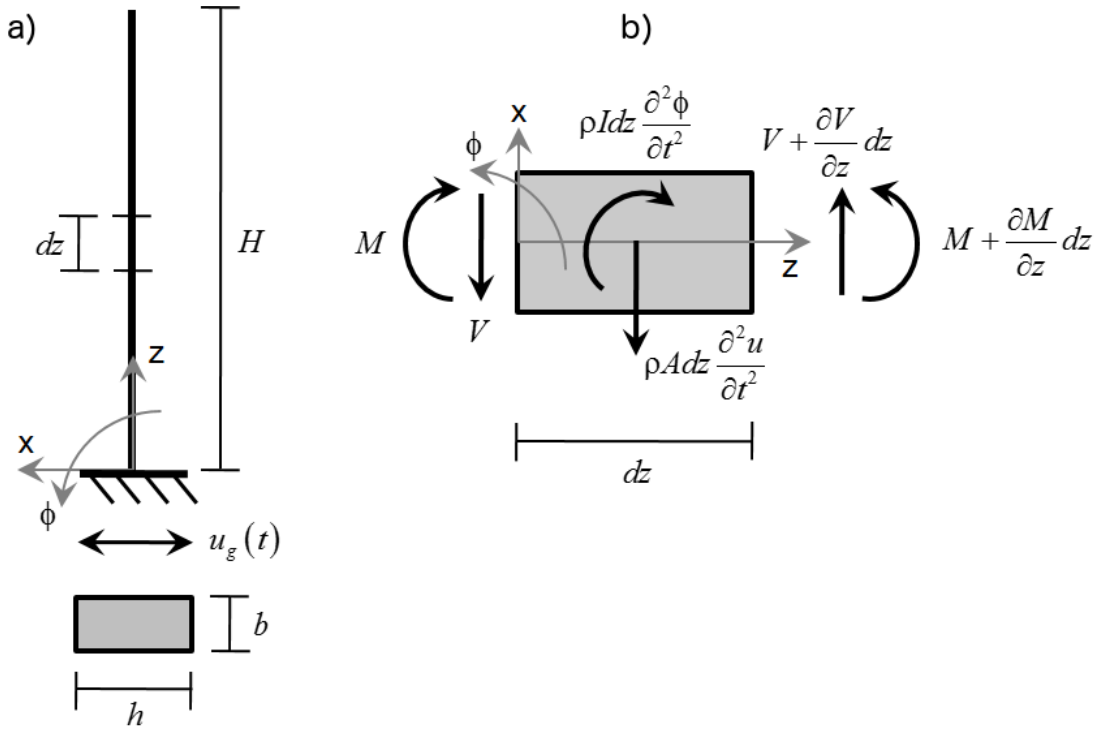 a)
dz
H
z
x
ϕ
u_g(t)
b
h
b)
x
ϕ
ρIdz ∂²ϕ/∂t²
V + ∂V/∂z dz
M
V
z
M + ∂M/∂z dz
ρAdz ∂²u/∂t²
dz